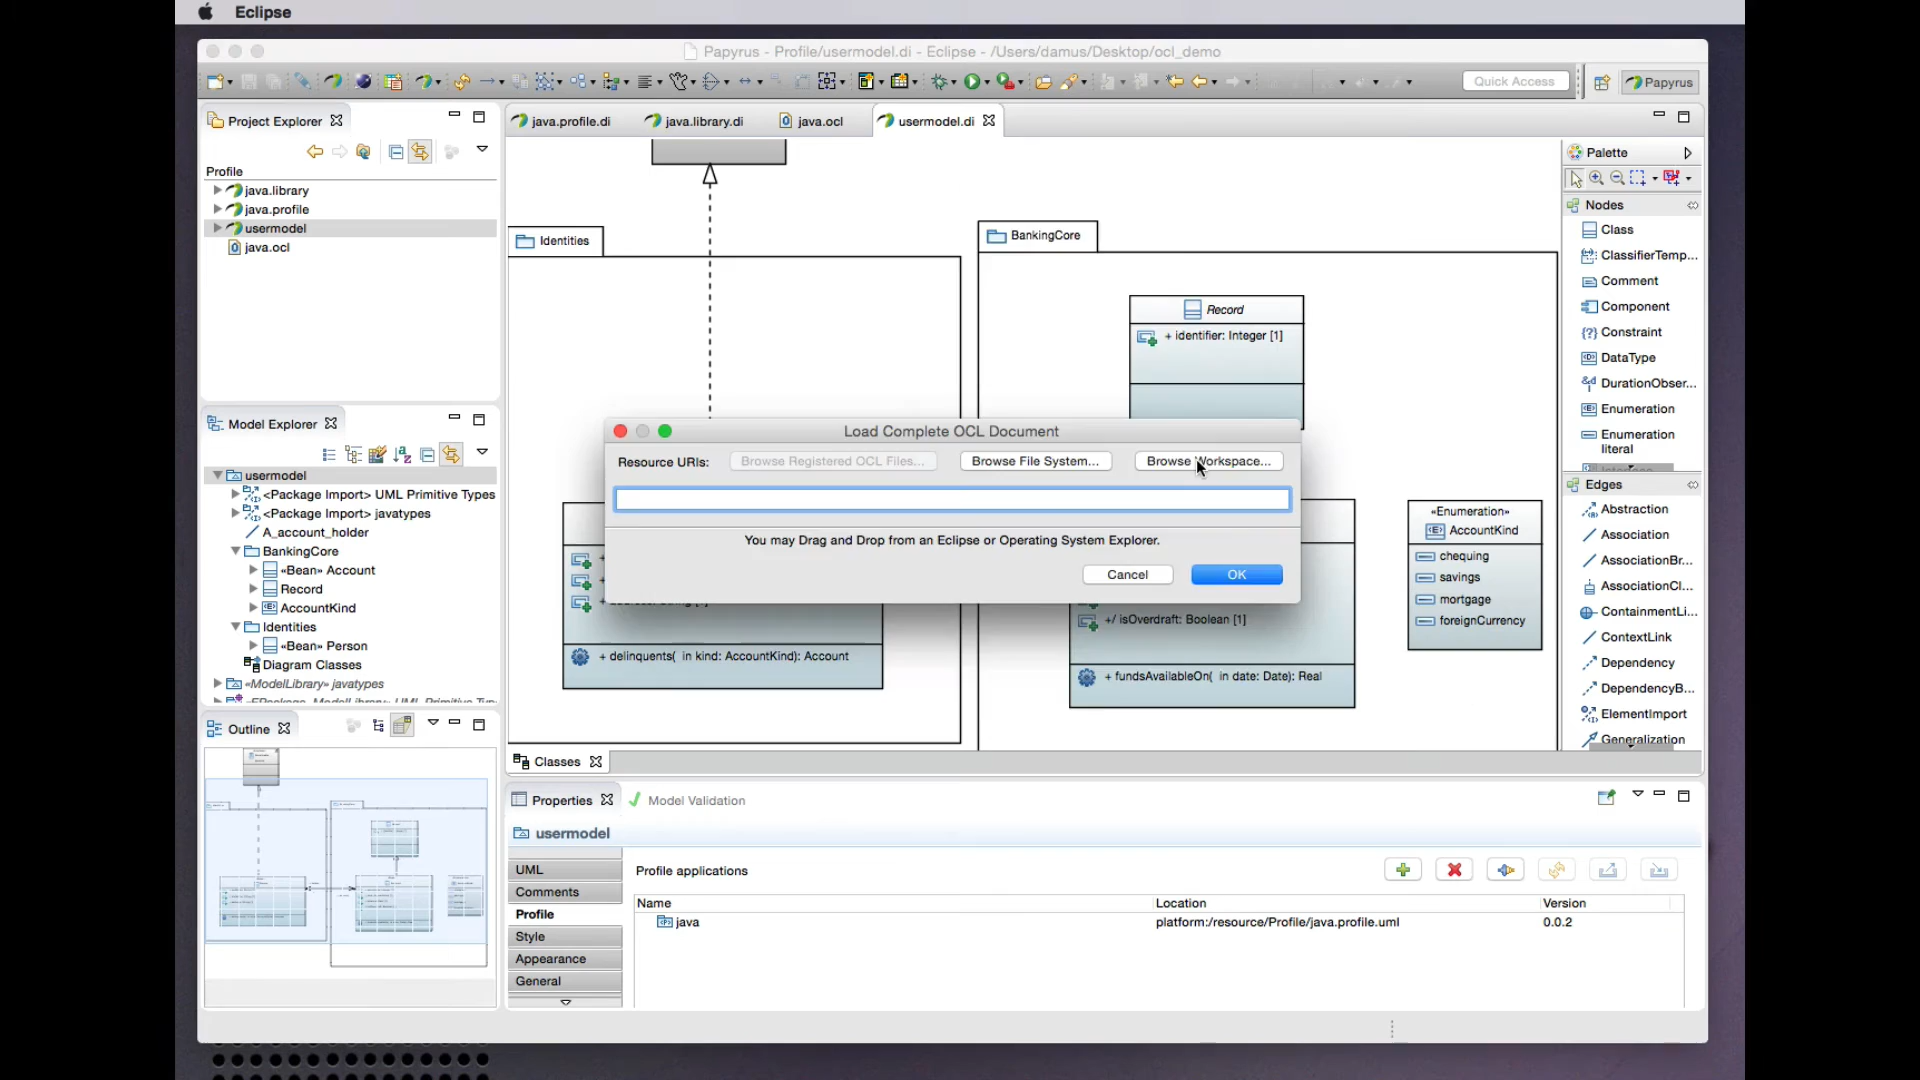 Eclipse
Papyrus - Profile/usermodel.di - Eclipse - /Users/damus/Desktop/ocl_demo
Quick Access
Papyrus
Project Explorer
Profile
java.library
java.profile
usermodel
java.ocl
java.profile.di
java.library.di
java.ocl
usermodel.di
Identities
BankingCore
Record
+ identifier: Integer [1]
Load Complete OCL Document
Resource URIs:
Browse Registered OCL Files...
Browse File System...
Browse Workspace...
You may Drag and Drop from an Eclipse or Operating System Explorer.
Cancel
OK
+/ isOverdraft: Boolean [1]
+ delinquents( in kind: AccountKind): Account
+ fundsAvailableOn( in date: Date): Real
«Enumeration»
AccountKind
chequing
savings
mortgage
foreignCurrency
Palette
Nodes
Class
ClassifierTemp...
Comment
Component
Constraint
DataType
DurationObser...
Enumeration
Enumeration
literal
Edges
Abstraction
Association
AssociationBr...
AssociationCl...
ContainmentLi...
ContextLink
Dependency
DependencyB...
ElementImport
Generalization
Model Explorer
usermodel
<Package Import> UML Primitive Types
<Package Import> javatypes
A_account_holder
BankingCore
«Bean» Account
Record
AccountKind
Identities
«Bean» Person
Diagram Classes
«ModelLibrary» javatypes
Outline
Classes
Properties
Model Validation
usermodel
UML
Comments
Profile
Style
Appearance
General
Profile applications
Name
Location
Version
java
platform:/resource/Profile/java.profile.uml
0.0.2